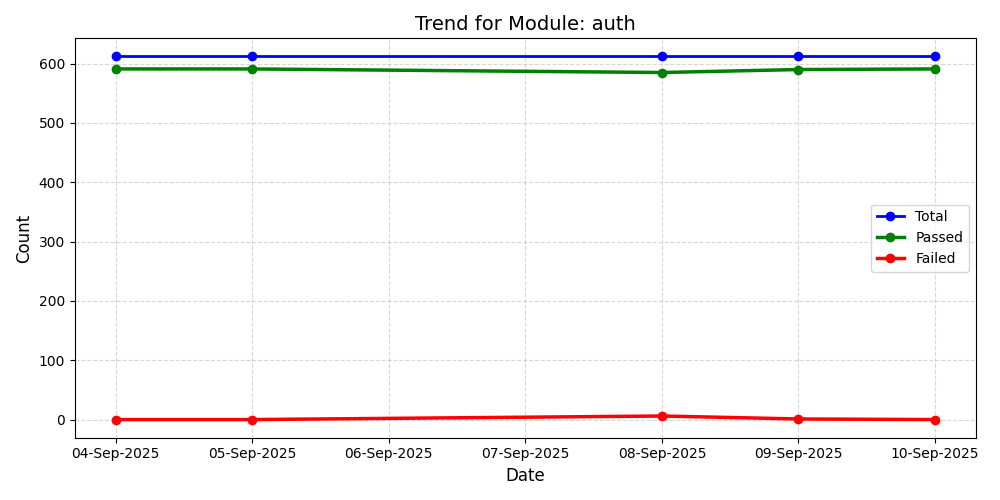 Trend for Module: auth
600
500
400
300
200
100
0
Count
Total
Passed
Failed
04-Sep-2025 05-Sep-2025 06-Sep-2025 07-Sep-2025 08-Sep-2025 09-Sep-2025 10-Sep-2025
Date